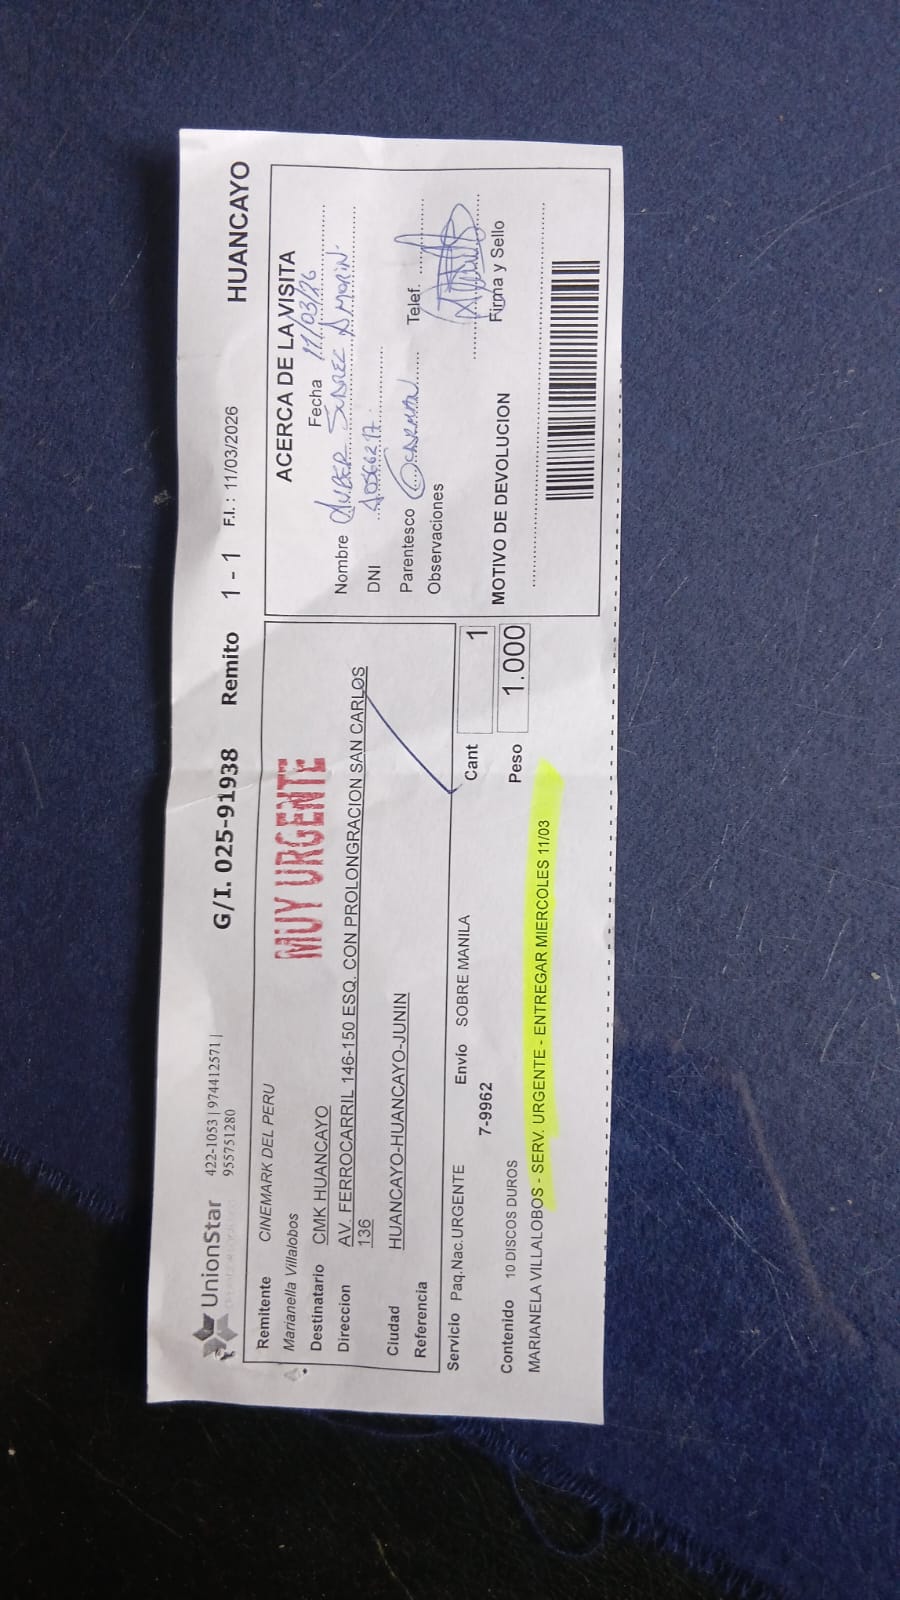 UnionStar
422-1053 | 974412571 |
955751280
G/I. 025-91938 Remito 1 - 1 F.I. : 11/03/2026 HUANCAYO
Remitente CINEMARK DEL PERU
Marianella Villalobos
MUY URGENTE
Destinatario CMK HUANCAYO
Direccion AV. FERROCARRIL 146-150 ESQ. CON PROLONGRACION SAN CARLOS
136
Ciudad HUANCAYO-HUANCAYO-JUNIN
Referencia
Servicio Paq.Nac.URGENTE Envío SOBRE MANILA Cant 1
7-9962
Contenido 10 DISCOS DUROS Peso 1.000
MARIANELA VILLALOBOS - SERV. URGENTE - ENTREGAR MIERCOLES 11/03
ACERCA DE LA VISITA
Fecha 11/03/26
Nombre
DNI
Parentesco Telef.
Observaciones
Firma y Sello
MOTIVO DE DEVOLUCION